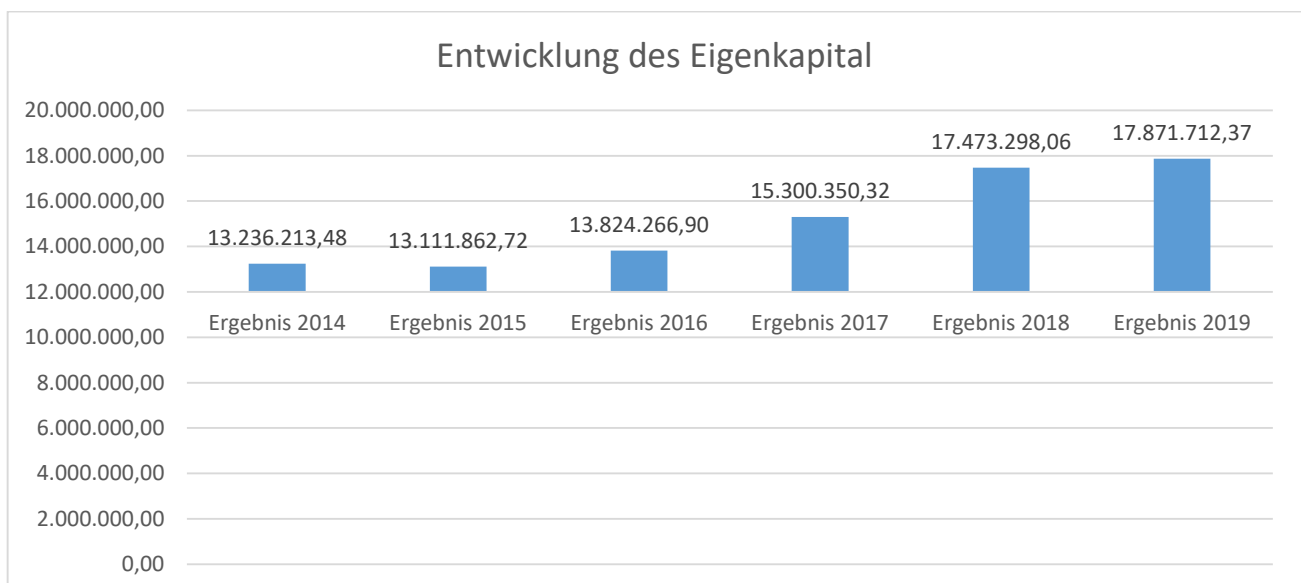 Entwicklung des Eigenkapital
20.000.000,00
18.000.000,00
16.000.000,00
14.000.000,00
12.000.000,00
10.000.000,00
8.000.000,00
6.000.000,00
4.000.000,00
2.000.000,00
0,00
13.236.213,48
13.111.862,72
13.824.266,90
15.300.350,32
17.473.298,06
17.871.712,37
Ergebnis 2014
Ergebnis 2015
Ergebnis 2016
Ergebnis 2017
Ergebnis 2018
Ergebnis 2019